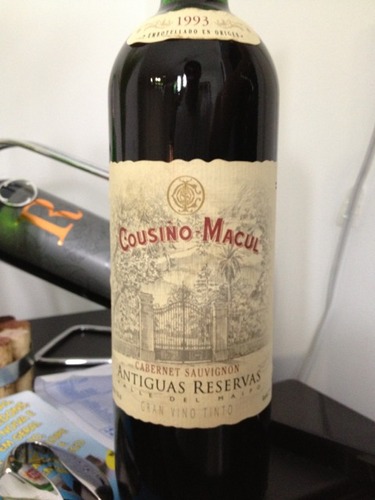 1993
EMBOTELLADO EN ORIGEN
COUSIÑO MACUL
CABERNET SAUVIGNON
ANTIGUAS RESERVAS
VALLE DEL MAIPO
GRAN VINO TINTO